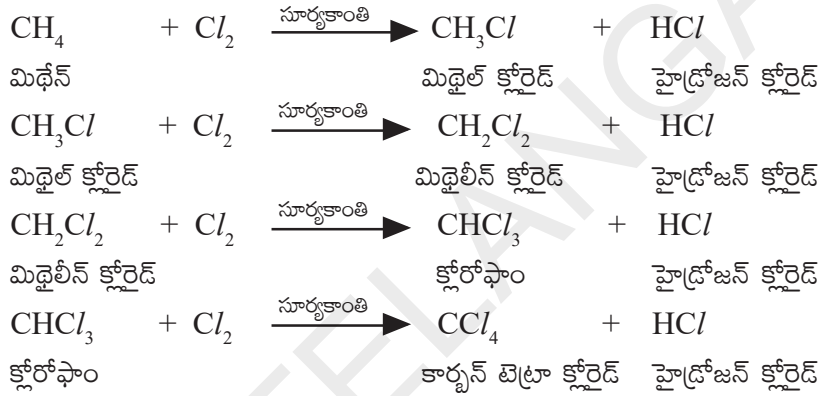 సూర్యకాంతి
CH₄ + Cl₂ ⟶ CH₃Cl + HCl
మిథేన్ మిథైల్ క్లోరైడ్ హైడ్రోజన్ క్లోరైడ్
సూర్యకాంతి
CH₃Cl + Cl₂ ⟶ CH₂Cl₂ + HCl
మిథైల్ క్లోరైడ్ మిథైలీన్ క్లోరైడ్ హైడ్రోజన్ క్లోరైడ్
సూర్యకాంతి
CH₂Cl₂ + Cl₂ ⟶ CHCl₃ + HCl
మిథైలీన్ క్లోరైడ్ క్లోరోఫాం హైడ్రోజన్ క్లోరైడ్
సూర్యకాంతి
CHCl₃ + Cl₂ ⟶ CCl₄ + HCl
క్లోరోఫాం కార్బన్ టెట్రా క్లోరైడ్ హైడ్రోజన్ క్లోరైడ్